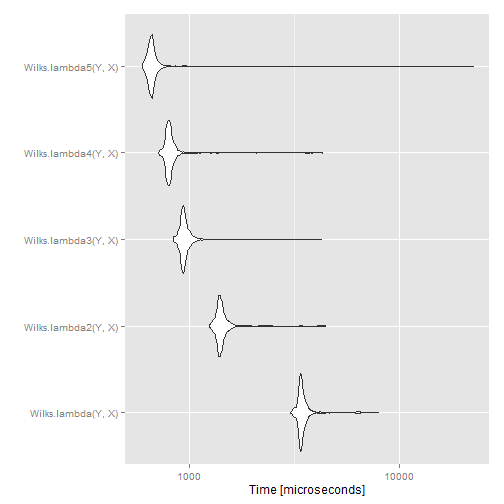 Wilks.lambda5(Y, X)
Wilks.lambda4(Y, X)
Wilks.lambda3(Y, X)
Wilks.lambda2(Y, X)
Wilks.lambda(Y, X)
1000 10000
Time [microseconds]